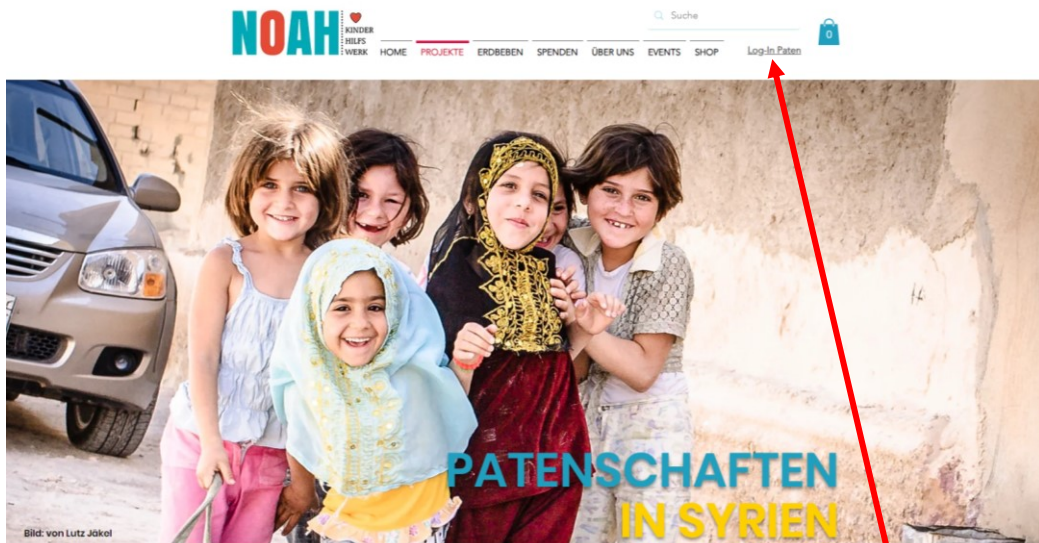 NOAH KINDER
HILFS
WERK
Suche
0
HOME PROJEKTE ERDBEBEN SPENDEN ÜBER UNS EVENTS SHOP Log-In Paten
PATENSCHAFTEN
IN SYRIEN
Bild: von Lutz Jäkel